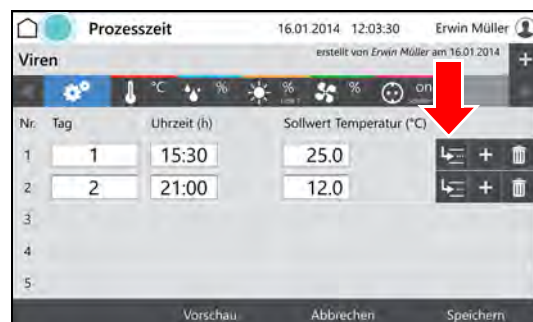 Prozesszeit 16.01.2014 12:03:30 Erwin Müller
Viren erstellt von Erwin Müller am 16.01.2014 +
°C % % % on
Nr. Tag Uhrzeit (h) Sollwert Temperatur (°C)
1 1 15:30 25.0 +
2 2 21:00 12.0 +
3
4
5
Vorschau Abbrechen Speichern